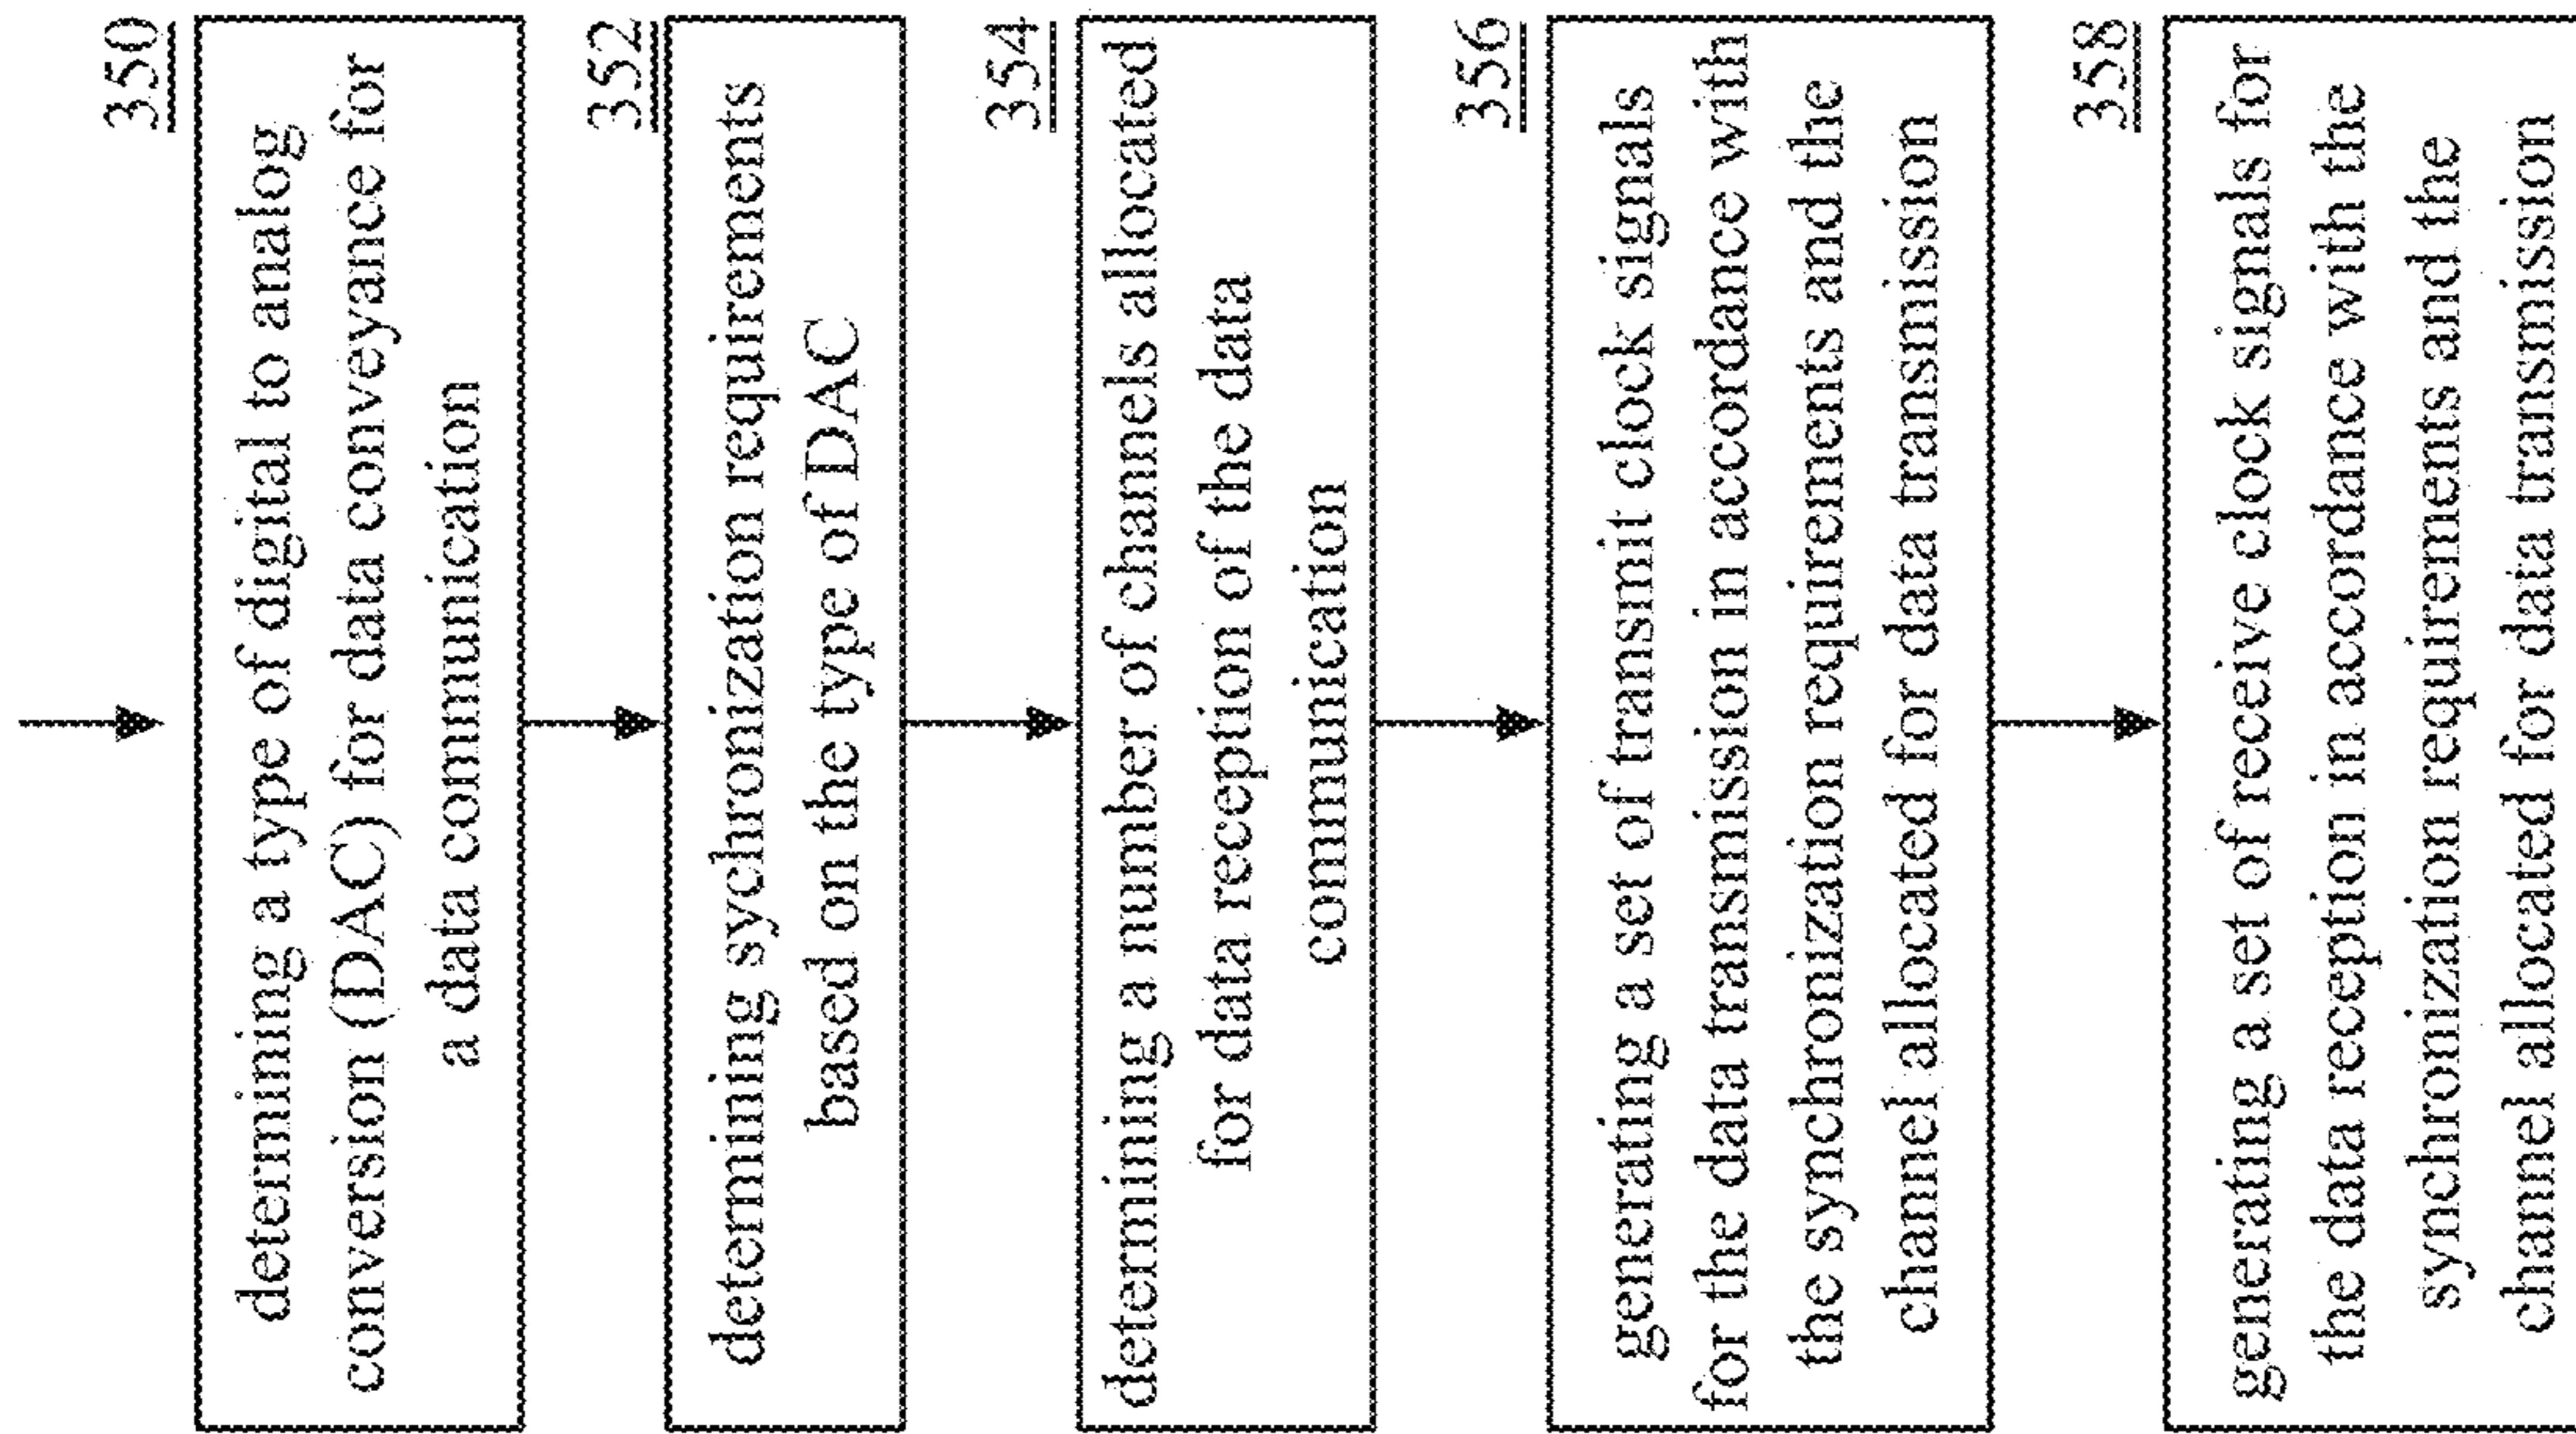 350
determining a type of digital to analog
conversion (DAC) for data conveyance for
a data communication
352
determining sychronization requirements
based on the type of DAC
354
determining a number of channels allocated
for data reception of the data
communication
356
generating a set of transmit clock signals
for the data transmission in accordance with
the synchronization requirements and the
channel allocated for data transmission
358
generating a set of receive clock signals for
the data reception in accordance with the
synchronization requirements and the
channel allocated for data transmission